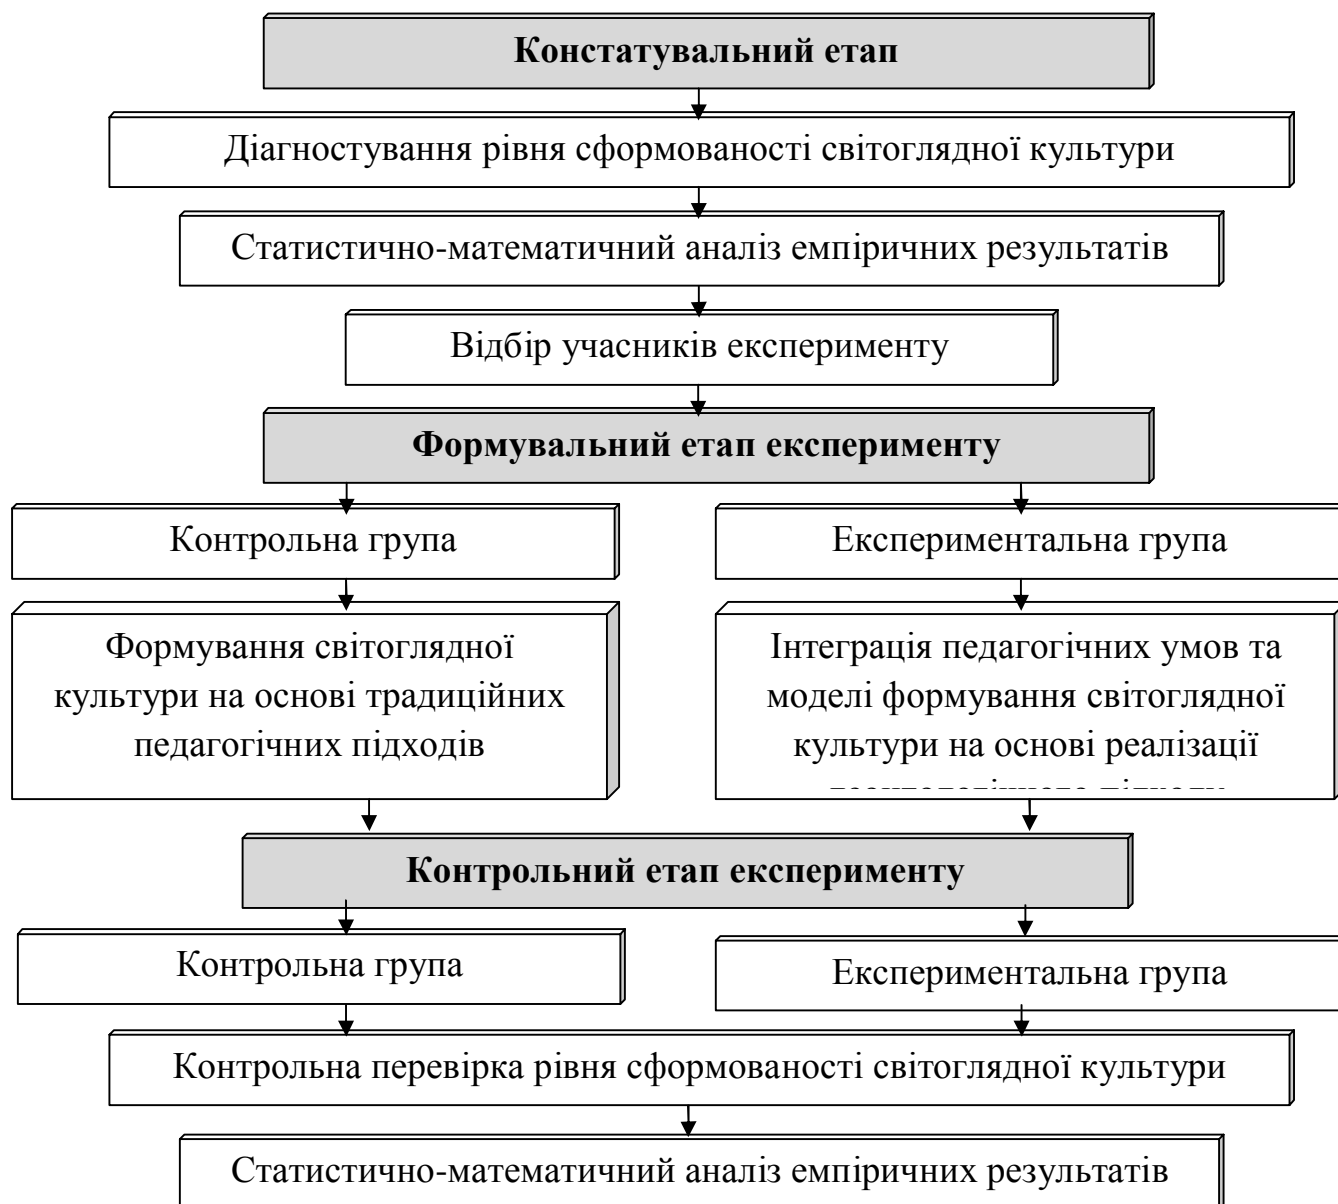 Констатувальний етап
Діагностування рівня сформованості світоглядної культури
Статистично-математичний аналіз емпіричних результатів
Відбір учасників експерименту
Формувальний етап експерименту
Контрольна група
Експериментальна група
Формування світоглядної
культури на основі традиційних
педагогічних підходів
Інтеграція педагогічних умов та
моделі формування світоглядної
культури на основі реалізації
Контрольний етап експерименту
Контрольна група
Експериментальна група
Контрольна перевірка рівня сформованості світоглядної культури
Статистично-математичний аналіз емпіричних результатів